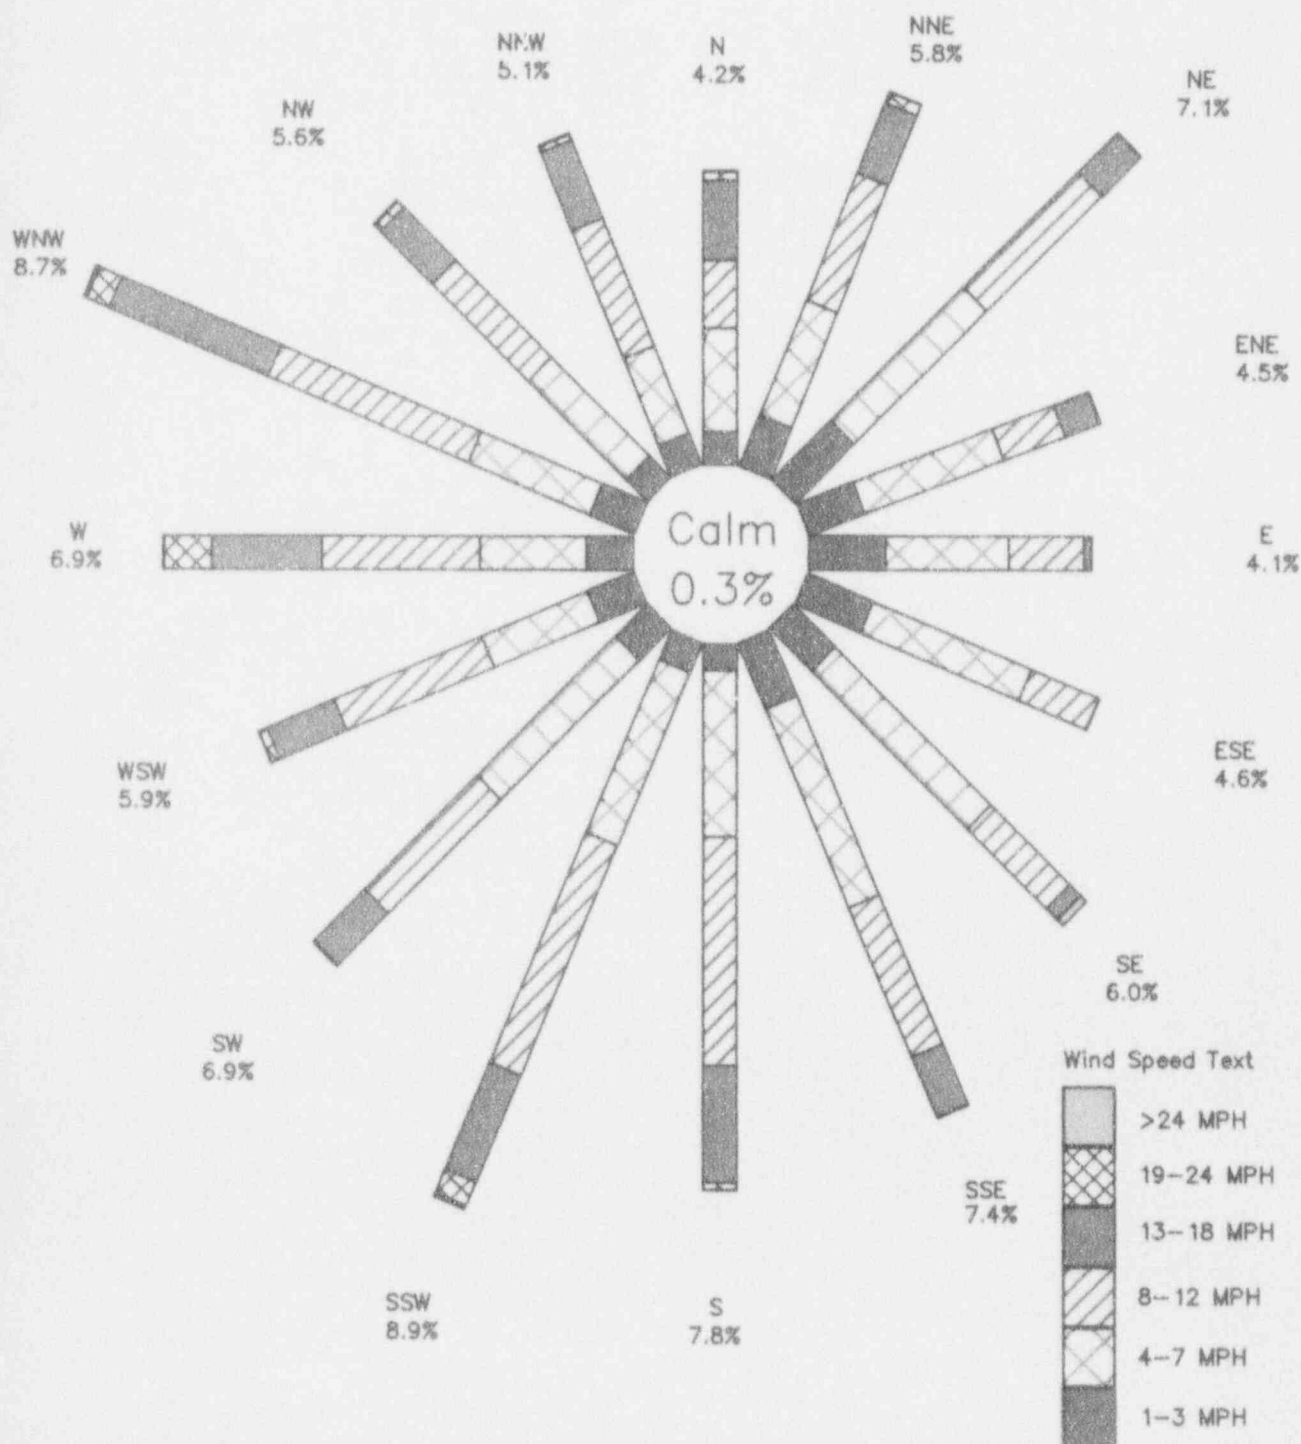 NNE
5.8%
NNW
5.1%
N
4.2%
NE
7.1%
NW
5.6%
WNW
8.7%
ENE
4.5%
W
6.9%
Calm
0.3%
E
4.1%
WSW
5.9%
ESE
4.6%
SE
6.0%
SW
6.9%
Wind Speed Text
>24 MPH
19-24 MPH
13-18 MPH
8-12 MPH
4-7 MPH
1-3 MPH
SSE
7.4%
SSW
8.9%
S
7.8%